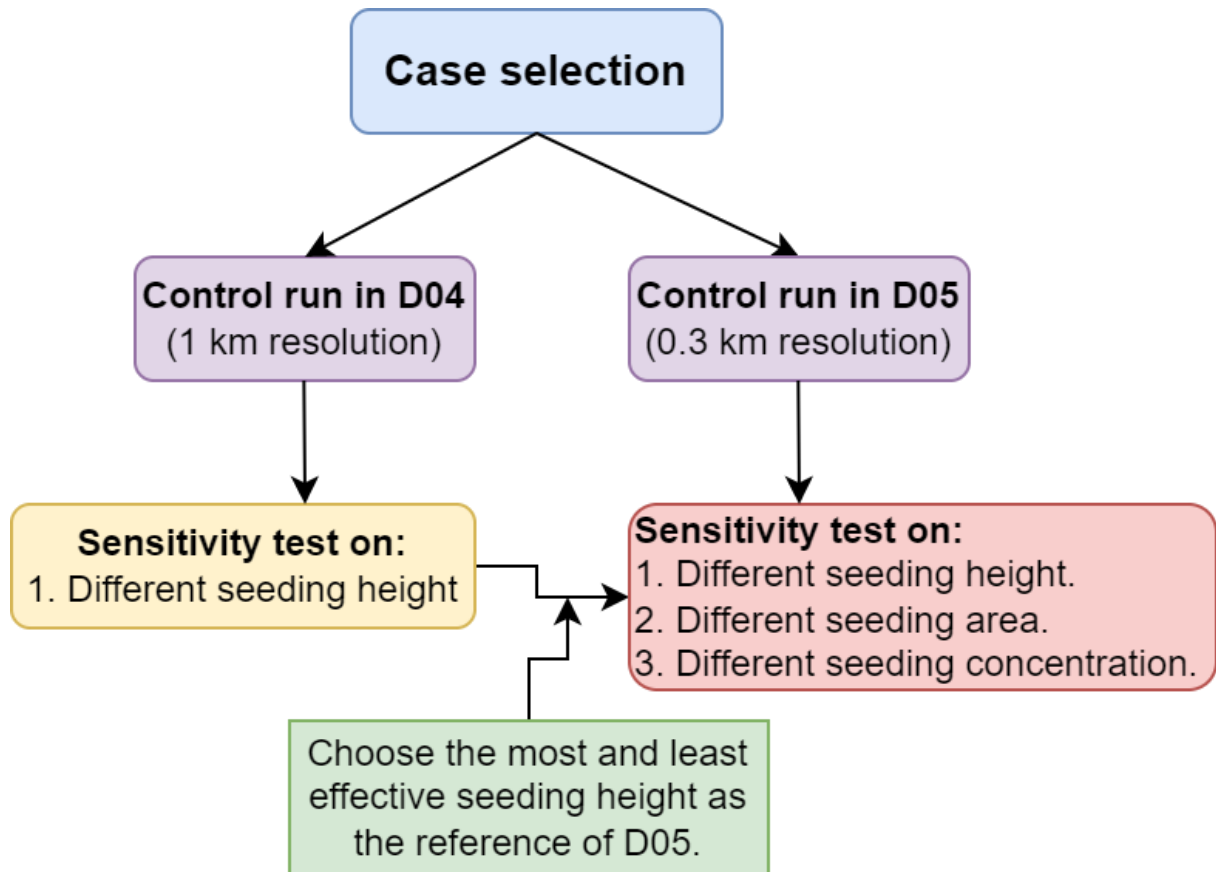 Case selection
Control run in D04
(1 km resolution)
Control run in D05
(0.3 km resolution)
Sensitivity test on:
1. Different seeding height
Sensitivity test on:
1. Different seeding height.
2. Different seeding area.
3. Different seeding concentration.
Choose the most and least
effective seeding height as
the reference of D05.